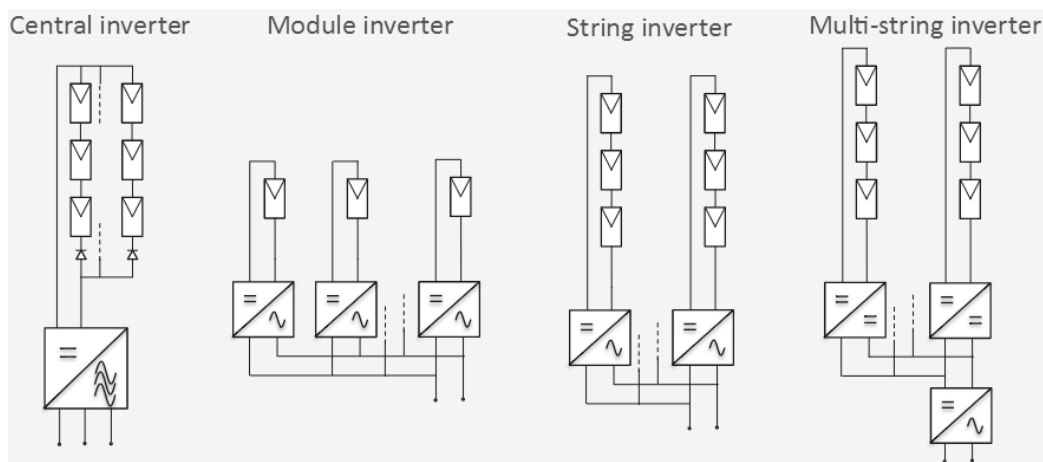 Central inverter
Module inverter
String inverter
Multi-string inverter